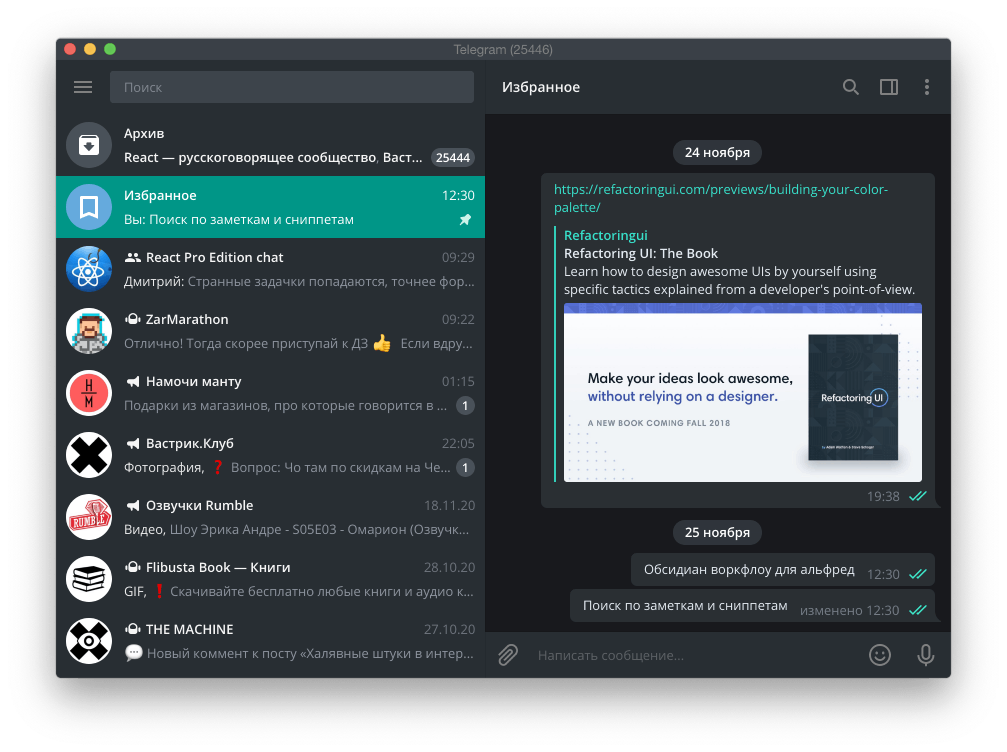 Telegram (25446)
Поиск
Архив
React — русскоговорящее сообщество, Васт...
25444
Избранное
12:30
Вы: Поиск по заметкам и сниппетам
React Pro Edition chat
09:29
Дмитрий: Странные задачки попадаются, точнее фор...
ZarMarathon
09:22
Отлично! Тогда скорее приступай к ДЗ 👍 Если вдру...
H
M
Намочи манту
01:15
Подарки из магазинов, про которые говорится в ...
1
Вастрик.Клуб
22:05
Фотография, ❓ Вопрос: Чо там по скидкам на Че...
1
RUMBLE
Озвучки Rumble
18.11.20
Видео, Шоу Эрика Андре - S05E03 - Омарион (Озвучк...
Flibusta Book — Книги
28.10.20
GIF, ❗ Скачивайте бесплатно любые книги и аудио к...
THE MACHINE
27.10.20
💬 Новый коммент к посту «Халявные штуки в интер...
Избранное
24 ноября
https://refactoringui.com/previews/building-your-color-
palette/
Refactoringui
Refactoring UI: The Book
Learn how to design awesome UIs by yourself using
specific tactics explained from a developer's point-of-view.
Make your ideas look awesome,
without relying on a designer.
A NEW BOOK COMING FALL 2018
Refactoring UI
by Adam Wathan & Steve Schoger
19:38
25 ноября
Обсидиан воркфлоу для альфред
12:30
Поиск по заметкам и сниппетам
изменено 12:30
Написать сообщение...